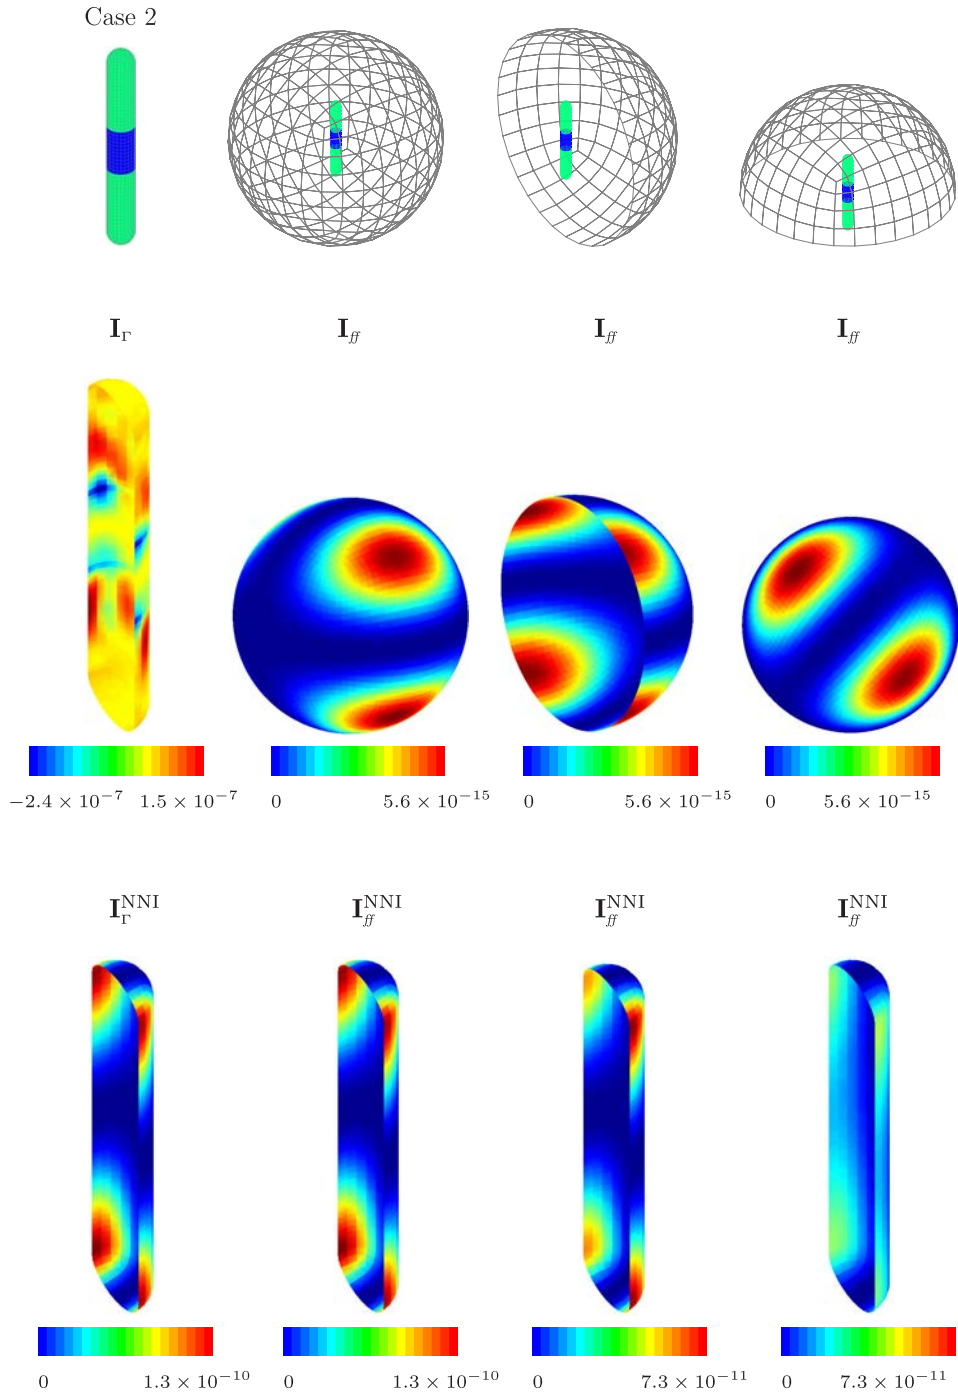 Case 2
I_Γ I_ff I_ff I_ff
−2.4 × 10^−7 1.5 × 10^−7 0 5.6 × 10^−15 0 5.6 × 10^−15 0 5.6 × 10^−15
I_Γ^NNI I_ff^NNI I_ff^NNI I_ff^NNI
0 1.3 × 10^−10 0 1.3 × 10^−10 0 7.3 × 10^−11 0 7.3 × 10^−11